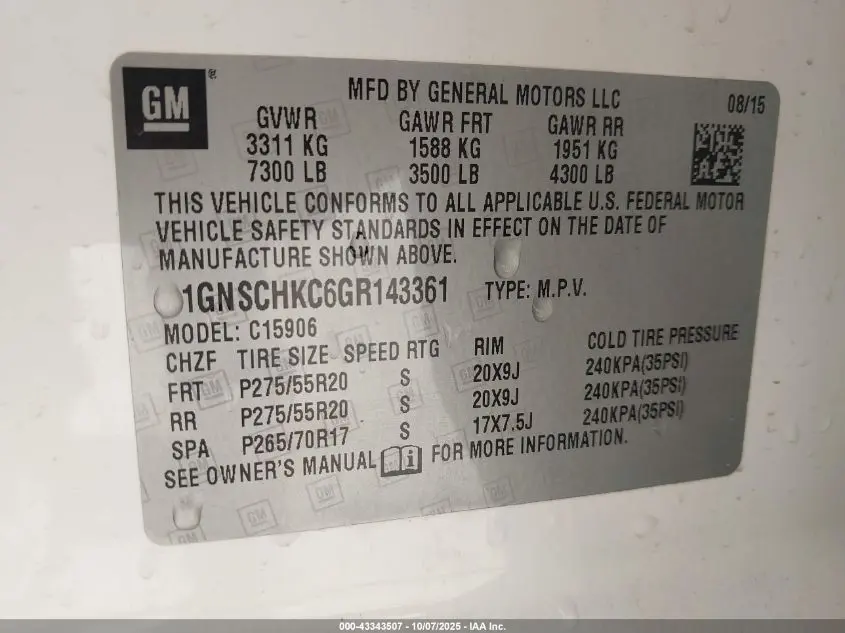 GM
®
MFD BY GENERAL MOTORS LLC
08/15
GVWR GAWR FRT GAWR RR
3311 KG 1588 KG 1951 KG
7300 LB 3500 LB 4300 LB
THIS VEHICLE CONFORMS TO ALL APPLICABLE U.S. FEDERAL MOTOR
VEHICLE SAFETY STANDARDS IN EFFECT ON THE DATE OF
MANUFACTURE SHOWN ABOVE.
1GNSCHKC6GR143361 TYPE: M.P.V.
MODEL: C15906
CHZF TIRE SIZE SPEED RTG RIM COLD TIRE PRESSURE
FRT P275/55R20 S 20X9J 240KPA(35PSI)
RR P275/55R20 S 20X9J 240KPA(35PSI)
SPA P265/70R17 S 17X7.5J 240KPA(35PSI)
SEE OWNER'S MANUAL i FOR MORE INFORMATION.
000-43343507 - 10/07/2025 - IAA Inc.